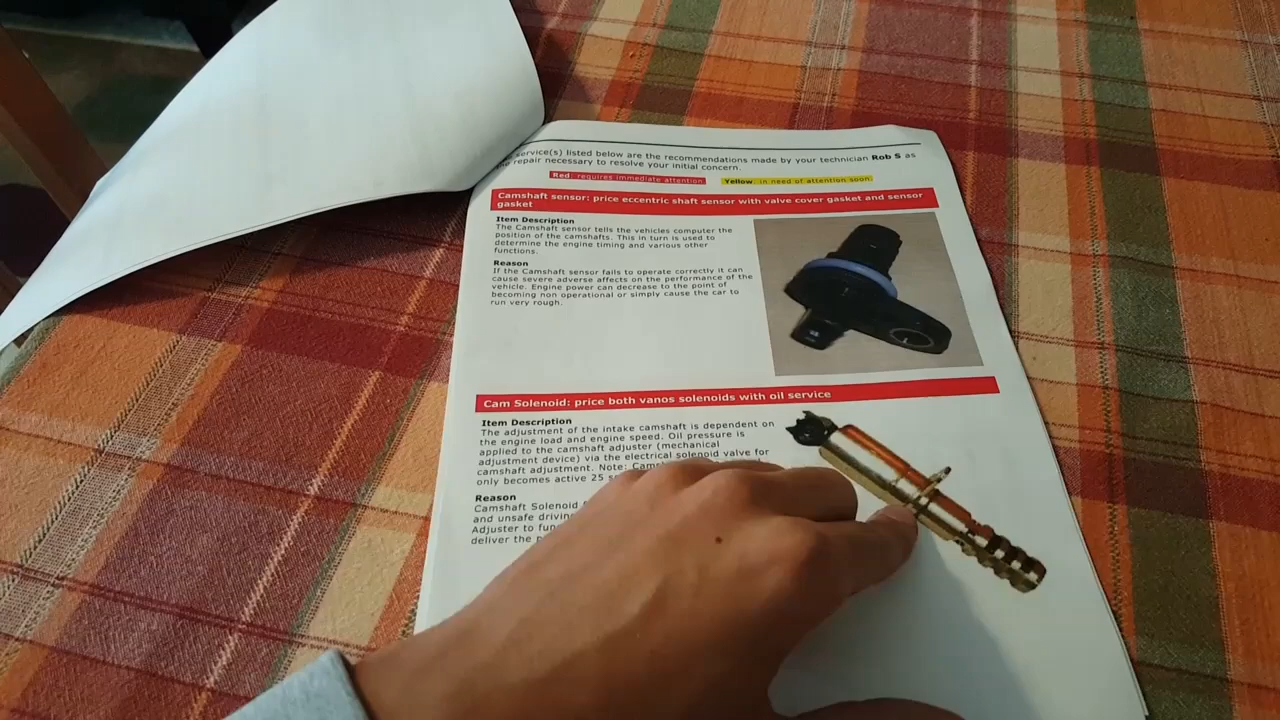 service(s) listed below are the recommendations made by your technician Rob S as
repair necessary to resolve your initial concern.
Red: requires immediate attention Yellow: in need of attention soon
Camshaft sensor: price eccentric shaft sensor with valve cover gasket and sensor
gasket
Item Description
The Camshaft sensor tells the vehicles computer the
position of the camshafts. This in turn is used to
determine the engine timing and various other
functions.
Reason
If the Camshaft sensor fails to operate correctly it can
cause severe adverse affects on the performance of the
vehicle. Engine power can decrease to the point of
becoming non operational or simply cause the car to
run very rough.
Cam Solenoid: price both vanos solenoids with oil service
Item Description
The adjustment of the intake camshaft is dependent on
the engine load and engine speed. Oil pressure is
applied to the camshaft adjuster (mechanical
adjustment device) via the electrical solenoid valve for
camshaft adjustment. Note:
only becomes active 25
Reason
Camshaft Solenoid
and unsafe
Adjuster to
deliver the